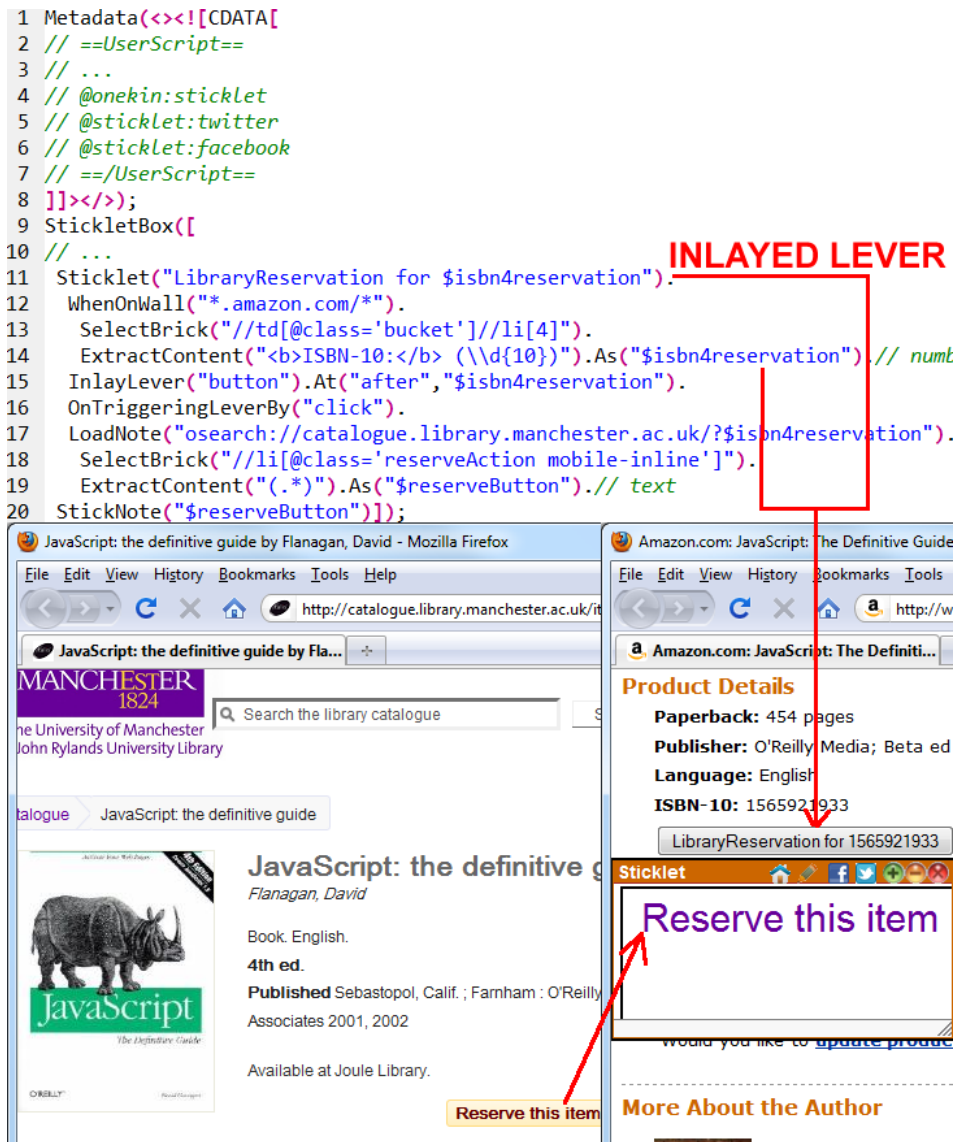 1 Metadata(<><![CDATA[
2 // ==UserScript==
3 // ...
4 // @onekin:sticklet
5 // @sticklet:twitter
6 // @sticklet:facebook
7 // ==/UserScript==
8 ]]></>);
9 StickletBox([
10 // ...
INLAYED LEVER
11 Sticklet("LibraryReservation for $isbn4reservation").
12 WhenOnWall("*.amazon.com/*").
13 SelectBrick("//td[@class='bucket']//li[4]").
14 ExtractContent("<b>ISBN-10:</b> (\\d{10})").As("$isbn4reservation").// numb
15 InlayLever("button").At("after","$isbn4reservation").
16 OnTriggeringLeverBy("click").
17 LoadNote("osearch://catalogue.library.manchester.ac.uk/?$isbn4reservation").
18 SelectBrick("//li[@class='reserveAction mobile-inline']").
19 ExtractContent("(.*)").As("$reserveButton").// text
20 StickNote("$reserveButton")]);
JavaScript: the definitive guide by Flanagan, David - Mozilla Firefox
File Edit View History Bookmarks Tools Help
http://catalogue.library.manchester.ac.uk/it
JavaScript: the definitive guide by Fla...
MANCHESTER
1824
he University of Manchester
John Rylands University Library
Search the library catalogue
S
talogue JavaScript: the definitive guide
JavaScript: the definitive g
Flanagan, David
Book. English.
4th ed.
Published Sebastopol, Calif. ; Farnham : O'Reilly
Associates 2001, 2002
Available at Joule Library.
Reserve this item
JavaScript
The Definitive Guide
O'REILLY
David Flanagan
Amazon.com: JavaScript: The Definitive Guide
File Edit View History Bookmarks Tools
http://w
Amazon.com: JavaScript: The Definiti...
Product Details
Paperback: 454 pages
Publisher: O'Reilly Media; Beta ed
Language: English
ISBN-10: 1565921933
LibraryReservation for 1565921933
Sticklet
Reserve this item
Would you like to update produc
More About the Author